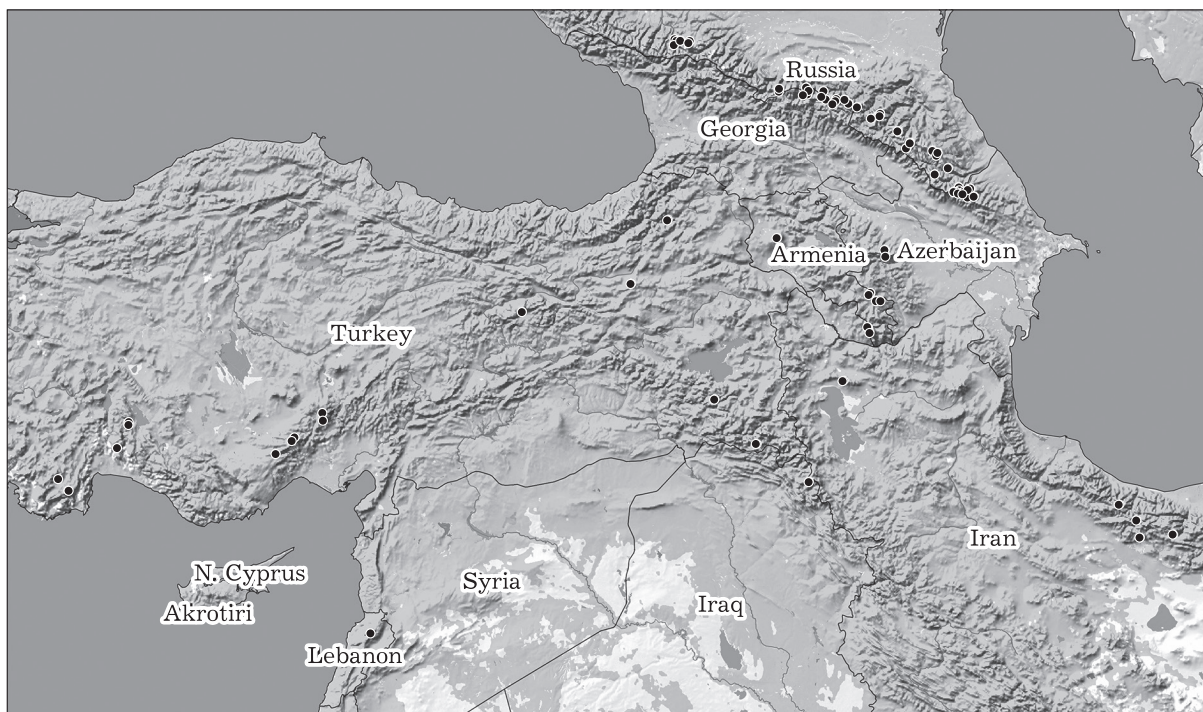 Russia
Georgia
Armenia
Azerbaijan
Turkey
Iran
N. Cyprus
Syria
Akrotiri
Iraq
Lebanon